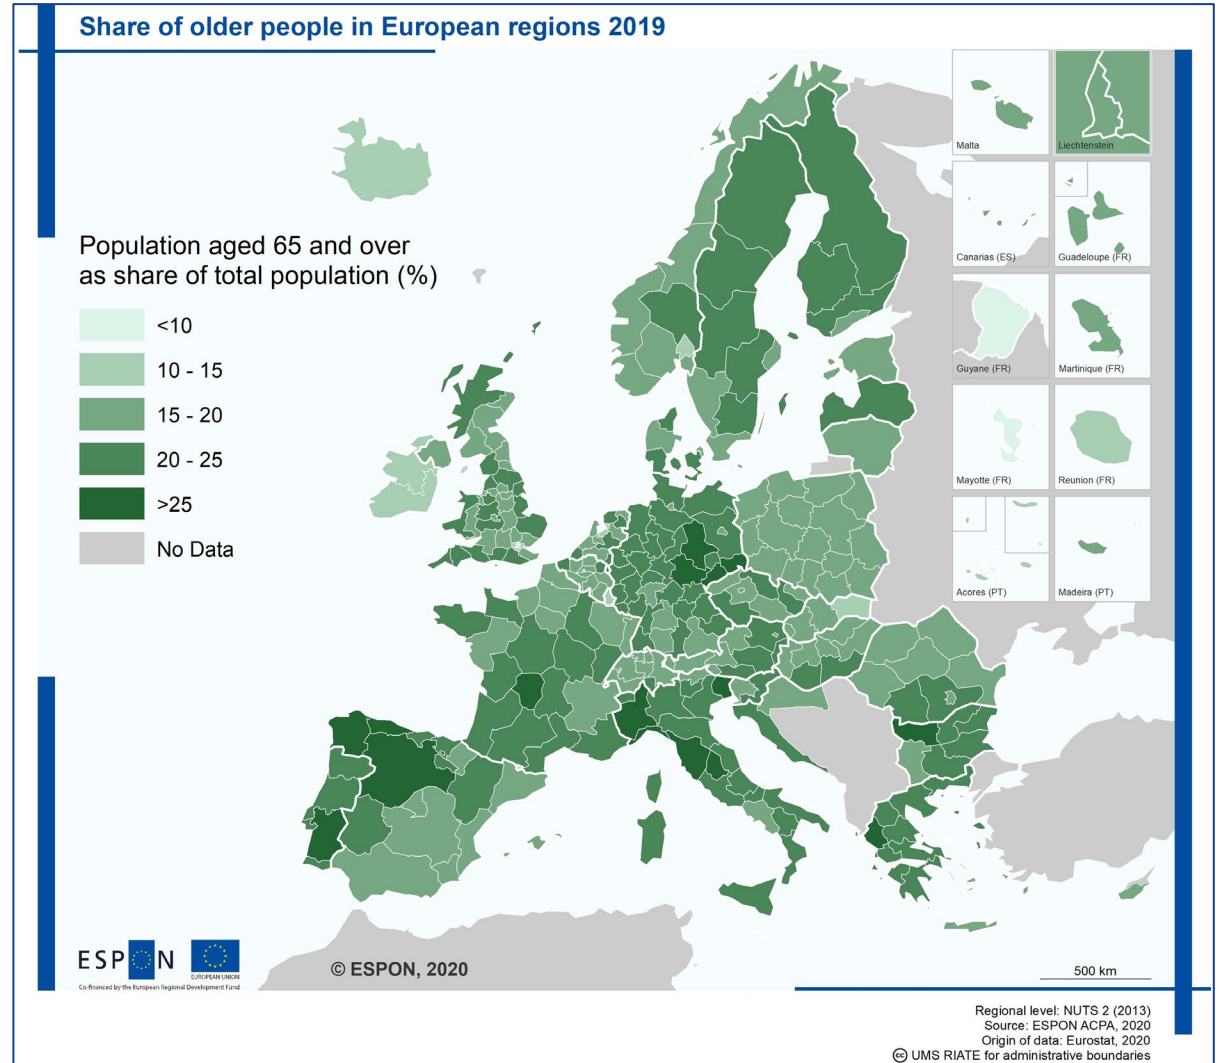 Share of older people in European regions 2019
Population aged 65 and over
as share of total population (%)
<10
10 - 15
15 - 20
20 - 25
>25
No Data
Malta
Liechtenstein
Canarias (ES)
Guadeloupe (FR)
Guyane (FR)
Martinique (FR)
Mayotte (FR)
Reunion (FR)
Acores (PT)
Madeira (PT)
ESPON
EUROPEAN UNION
Co-financed by the European Regional Development Fund
© ESPON, 2020
500 km
Regional level: NUTS 2 (2013)
Source: ESPON ACPA, 2020
Origin of data: Eurostat, 2020
cc UMS RIATE for administrative boundaries